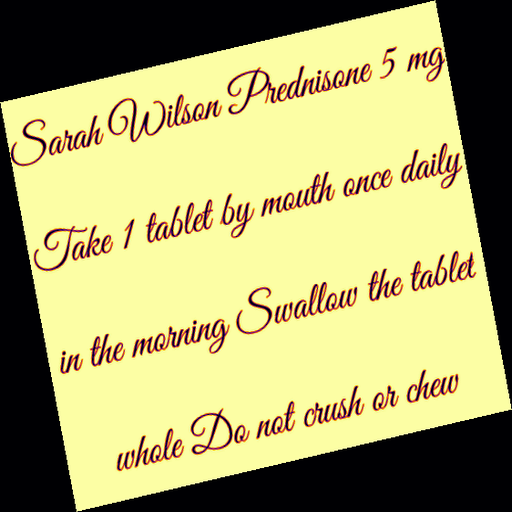 Sarah Wilson Prednisone 5 mg
Take 1 tablet by mouth once daily
in the morning Swallow the tablet
whole Do not crush or chew